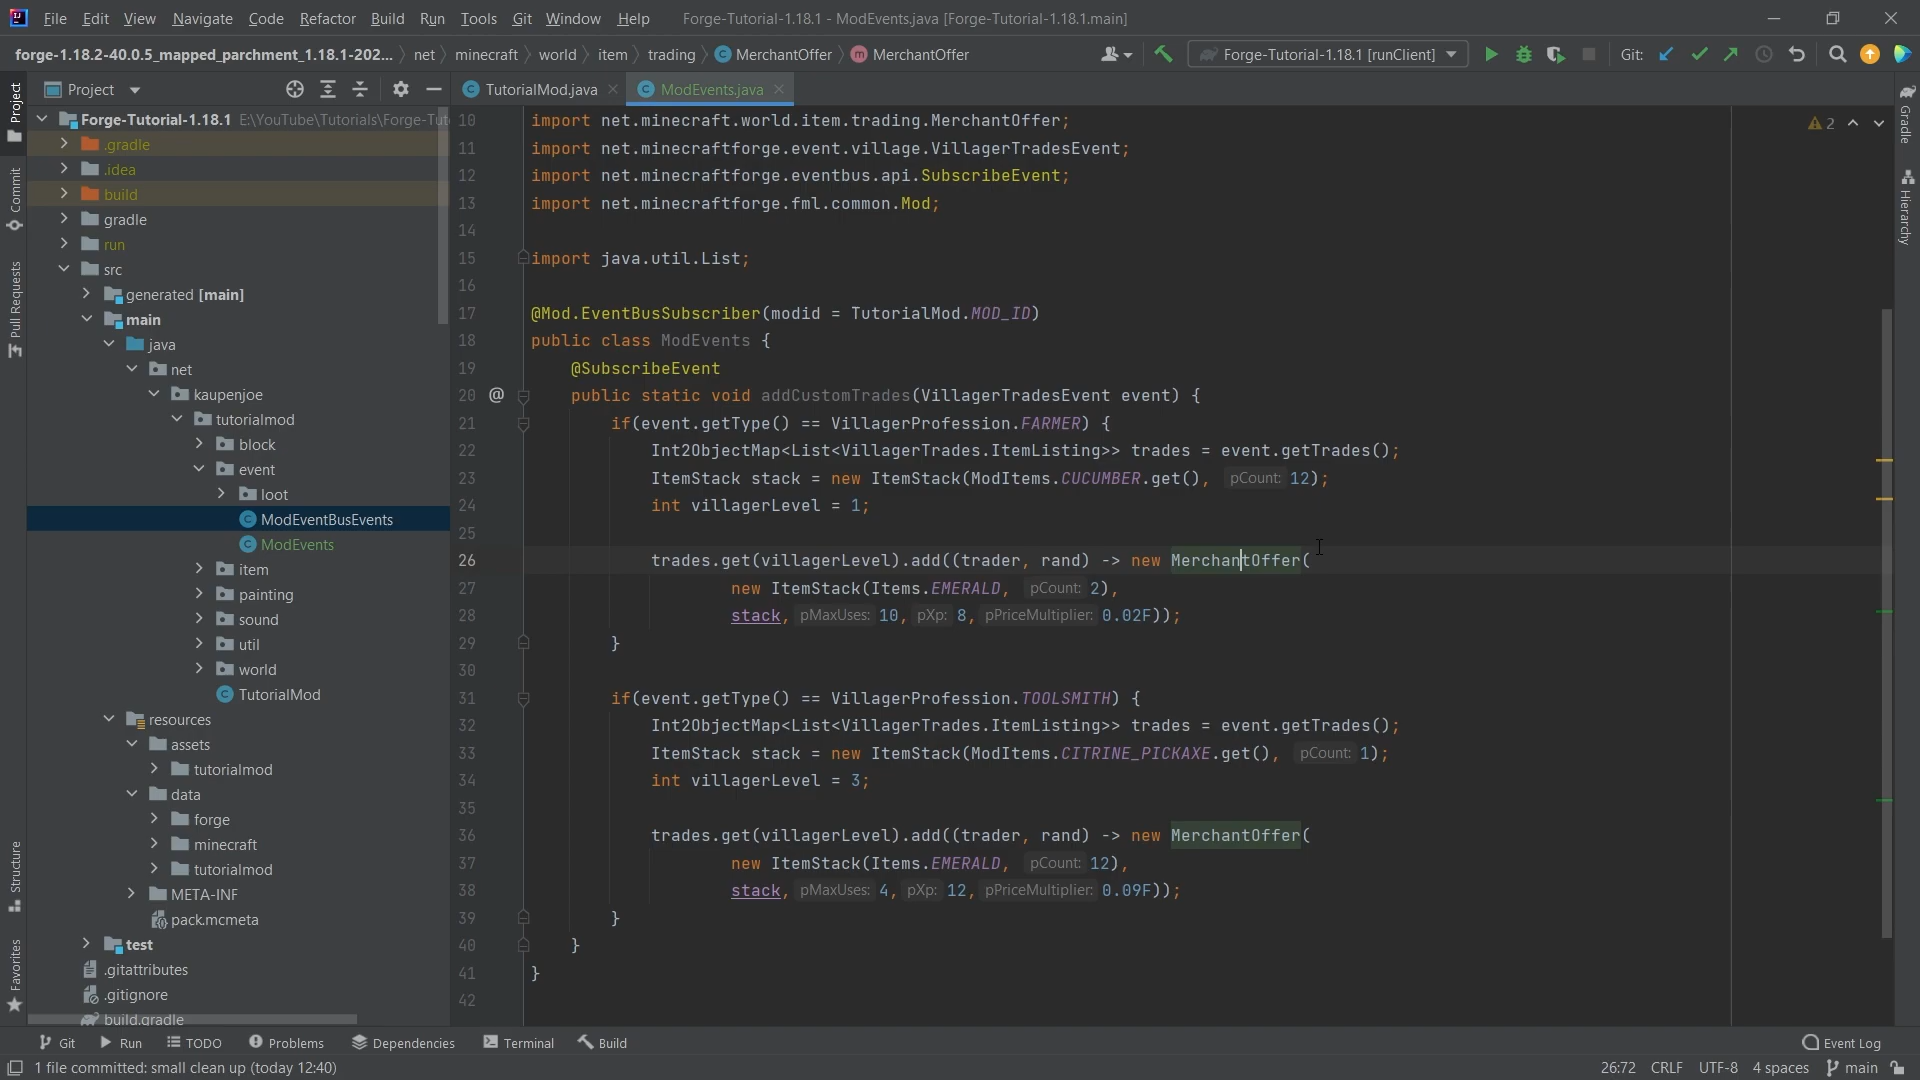 File Edit View Navigate Code Refactor Build Run Tools Git Window Help Forge-Tutorial-1.18.1 - ModEvents.java [Forge-Tutorial-1.18.1.main]
forge-1.18.2-40.0.5_mapped_parchment_1.18.1-202... net minecraft world item trading MerchantOffer MerchantOffer Forge-Tutorial-1.18.1 [runClient] Git:
Project TutorialMod.java ModEvents.java
Project
Commit
Pull Requests
Structure
Favorites
Forge-Tutorial-1.18.1 E:\YouTube\Tutorials\Forge-Tut
.gradle
.idea
build
gradle
run
src
generated [main]
main
java
net
kaupenjoe
tutorialmod
block
event
loot
ModEventBusEvents
ModEvents
item
painting
sound
util
world
TutorialMod
resources
assets
tutorialmod
data
forge
minecraft
tutorialmod
META-INF
pack.mcmeta
test
.gitattributes
.gitignore
build.gradle
10 import net.minecraft.world.item.trading.MerchantOffer;
11 import net.minecraftforge.event.village.VillagerTradesEvent;
12 import net.minecraftforge.eventbus.api.SubscribeEvent;
13 import net.minecraftforge.fml.common.Mod;
14
15 import java.util.List;
16
17 @Mod.EventBusSubscriber(modid = TutorialMod.MOD_ID)
18 public class ModEvents {
19 @SubscribeEvent
20 @ public static void addCustomTrades(VillagerTradesEvent event) {
21 if(event.getType() == VillagerProfession.FARMER) {
22 Int2ObjectMap<List<VillagerTrades.ItemListing>> trades = event.getTrades();
23 ItemStack stack = new ItemStack(ModItems.CUCUMBER.get(), pCount: 12);
24 int villagerLevel = 1;
25
26 trades.get(villagerLevel).add((trader, rand) -> new MerchantOffer(
27 new ItemStack(Items.EMERALD, pCount: 2),
28 stack, pMaxUses: 10, pXp: 8, pPriceMultiplier: 0.02F));
29 }
30
31 if(event.getType() == VillagerProfession.TOOLSMITH) {
32 Int2ObjectMap<List<VillagerTrades.ItemListing>> trades = event.getTrades();
33 ItemStack stack = new ItemStack(ModItems.CITRINE_PICKAXE.get(), pCount: 1);
34 int villagerLevel = 3;
35
36 trades.get(villagerLevel).add((trader, rand) -> new MerchantOffer(
37 new ItemStack(Items.EMERALD, pCount: 12),
38 stack, pMaxUses: 4, pXp: 12, pPriceMultiplier: 0.09F));
39 }
40 }
41 }
42
2
Gradle
Hierarchy
Git Run TODO Problems Dependencies Terminal Build Event Log
1 file committed: small clean up (today 12:40) 26:72 CRLF UTF-8 4 spaces main